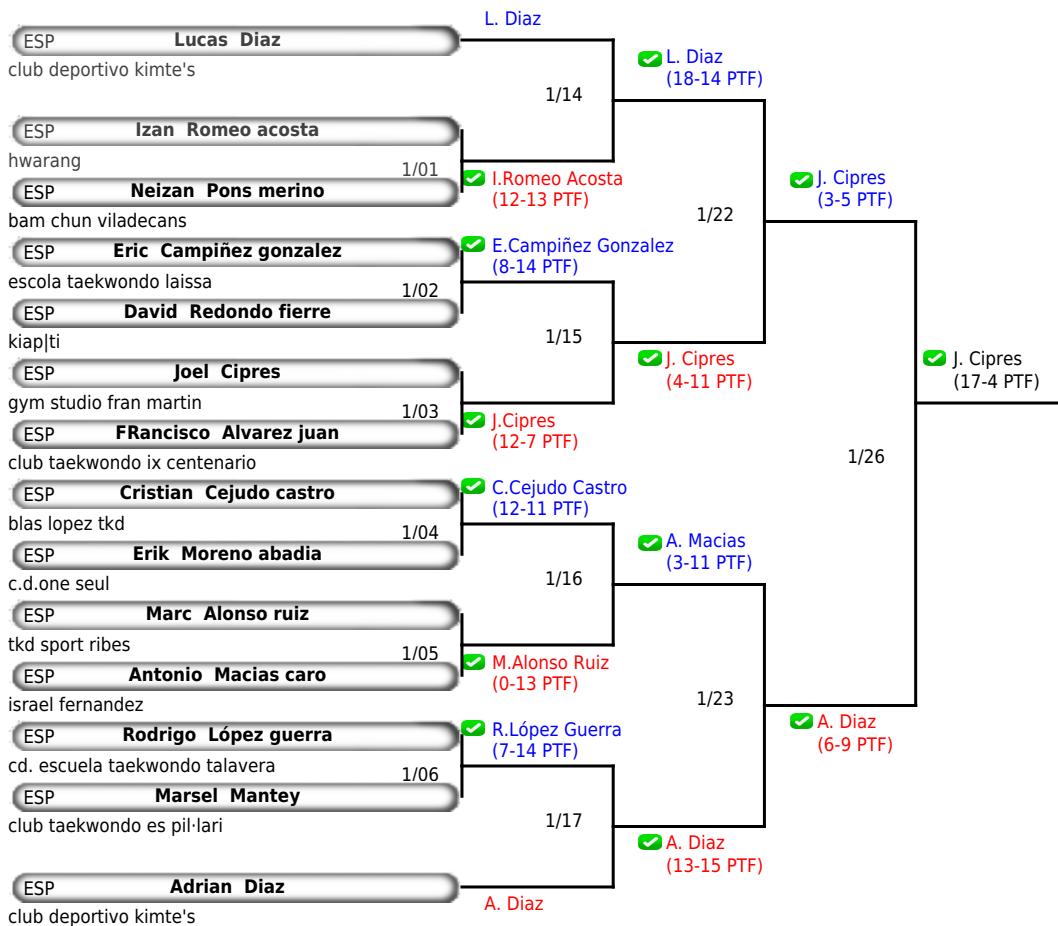 L. Diaz
ESP Lucas Diaz
club deportivo kimte's
L. Diaz
(18-14 PTF)
1/14
ESP Izan Romeo acosta
hwarang
1/01
I.Romeo Acosta
(12-13 PTF)
ESP Neizan Pons merino
bam chun viladecans
J. Cipres
(3-5 PTF)
1/22
ESP Eric Campiñez gonzalez
E.Campiñez Gonzalez
(8-14 PTF)
escola taekwondo laissa
1/02
ESP David Redondo fierre
kiap|ti
1/15
J. Cipres
(4-11 PTF)
J. Cipres
(17-4 PTF)
ESP Joel Cipres
gym studio fran martin
1/03
J.Cipres
(12-7 PTF)
ESP FRancisco Alvarez juan
club taekwondo ix centenario
1/26
ESP Cristian Cejudo castro
C.Cejudo Castro
(12-11 PTF)
blas lopez tkd
1/04
ESP Erik Moreno abadia
c.d.one seul
A. Macias
(3-11 PTF)
1/16
ESP Marc Alonso ruiz
tkd sport ribes
1/05
M.Alonso Ruiz
(0-13 PTF)
ESP Antonio Macias caro
israel fernandez
1/23
A. Diaz
(6-9 PTF)
ESP Rodrigo López guerra
R.López Guerra
(7-14 PTF)
cd. escuela taekwondo talavera
1/06
ESP Marsel Mantey
club taekwondo es pil·lari
1/17
A. Diaz
(13-15 PTF)
ESP Adrian Diaz
A. Diaz
club deportivo kimte's